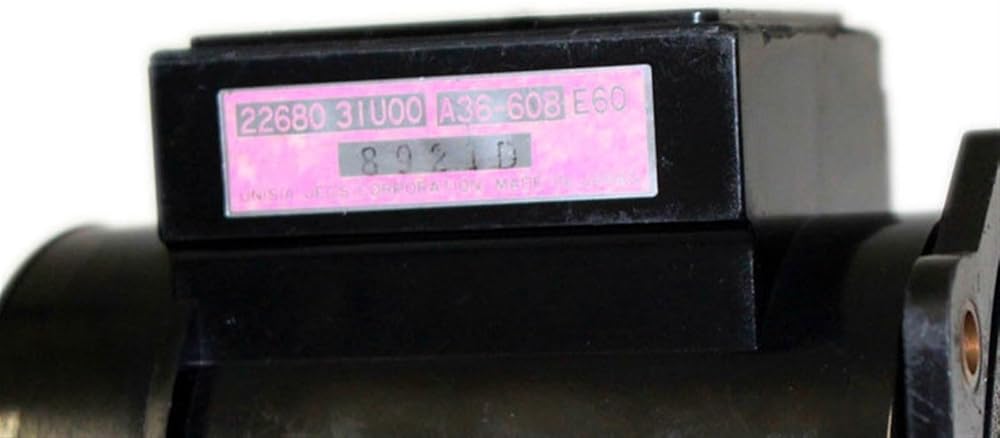 22680 31U00 A36-608 E60
8921D
UNISIA JECS CORPORATION MADE IN JAPAN